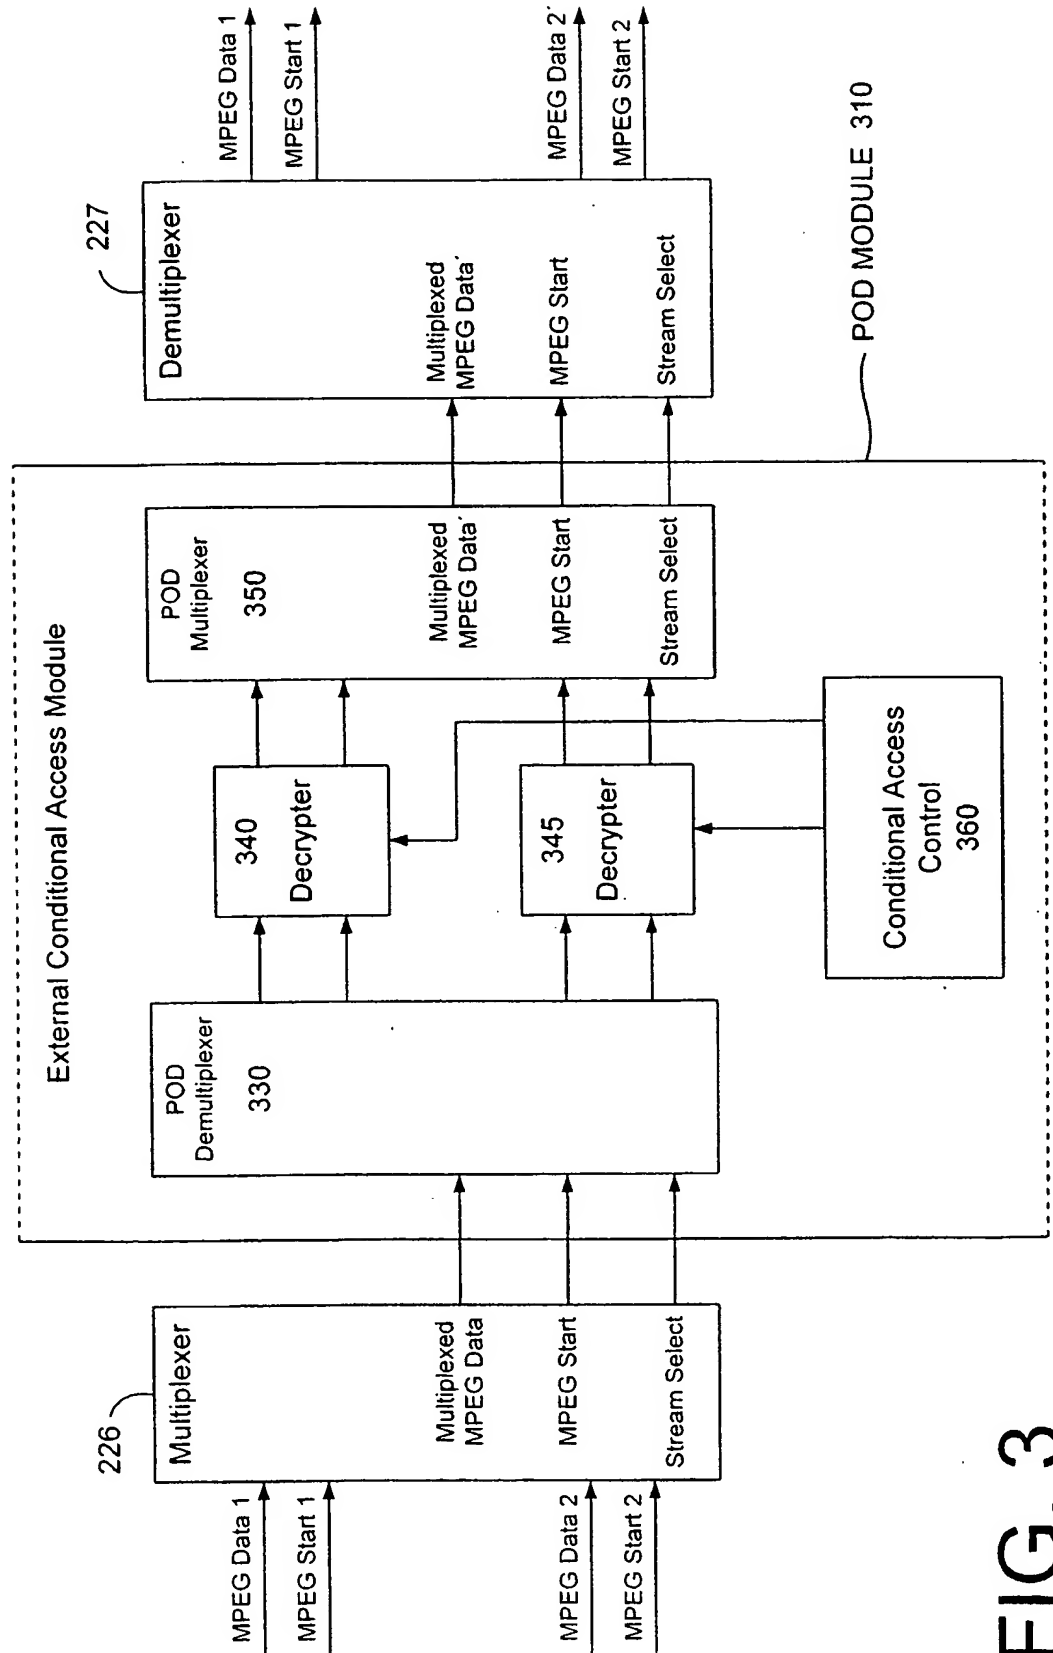 External Conditional Access Module
226
Multiplexer
MPEG Data 1
MPEG Start 1
MPEG Data 2
MPEG Start 2
Multiplexed
MPEG Data
MPEG Start
Stream Select
POD
Demultiplexer
330
340
Decrypter
345
Decrypter
Conditional Access
Control
360
POD
Multiplexer
350
Multiplexed
MPEG Data′
MPEG Start
Stream Select
227
Demultiplexer
Multiplexed
MPEG Data′
MPEG Start
Stream Select
MPEG Data 1
MPEG Start 1
MPEG Data 2′
MPEG Start 2
POD MODULE 310
FIG. 3